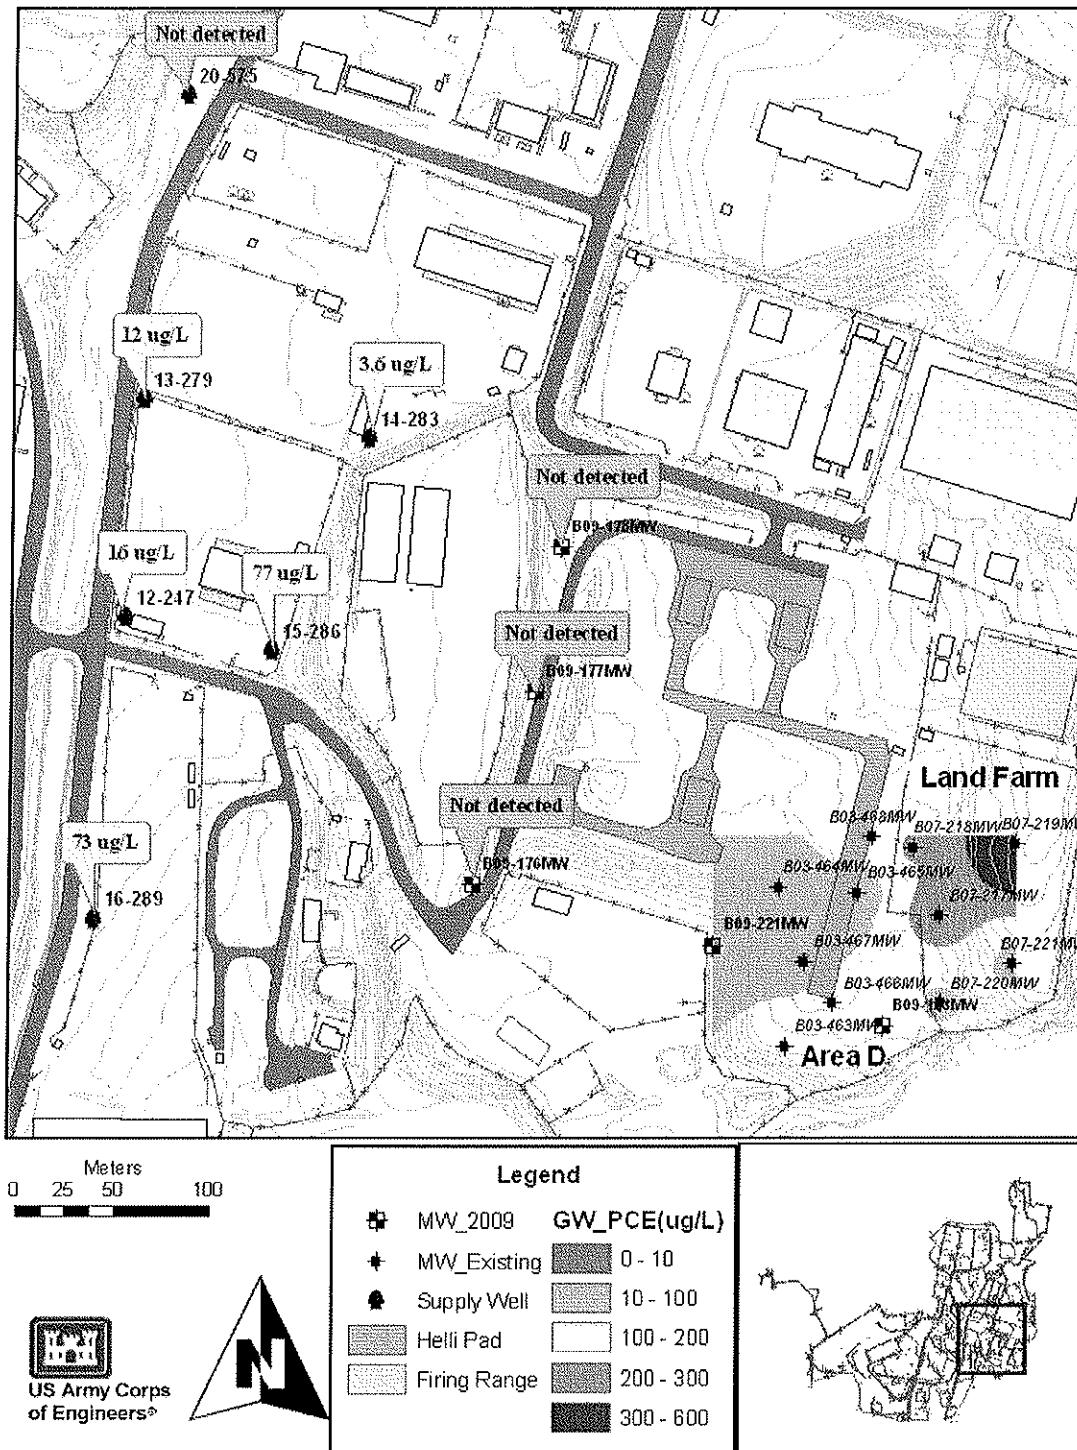 Not detected
20-575
12 ug/L
13-279
3.6 ug/L
14-283
Not detected
B09-178MW
16 ug/L
12-247
77 ug/L
15-286
Not detected
B09-177MW
Land Farm
Not detected
B09-176MW
73 ug/L
16-289
B03-468MW
B07-218MW
B07-219MW
B03-464MW
B03-465MW
B07-217MW
B09-221MW
B03-467MW
B07-221MW
B03-466MW
B07-220MW
B03-463MW
Area D
Meters
0 25 50 100
Legend
MW_2009
MW_Existing
Supply Well
Helli Pad
Firing Range
GW_PCE(ug/L)
0 - 10
10 - 100
100 - 200
200 - 300
300 - 600
N
US Army Corps
of Engineers®